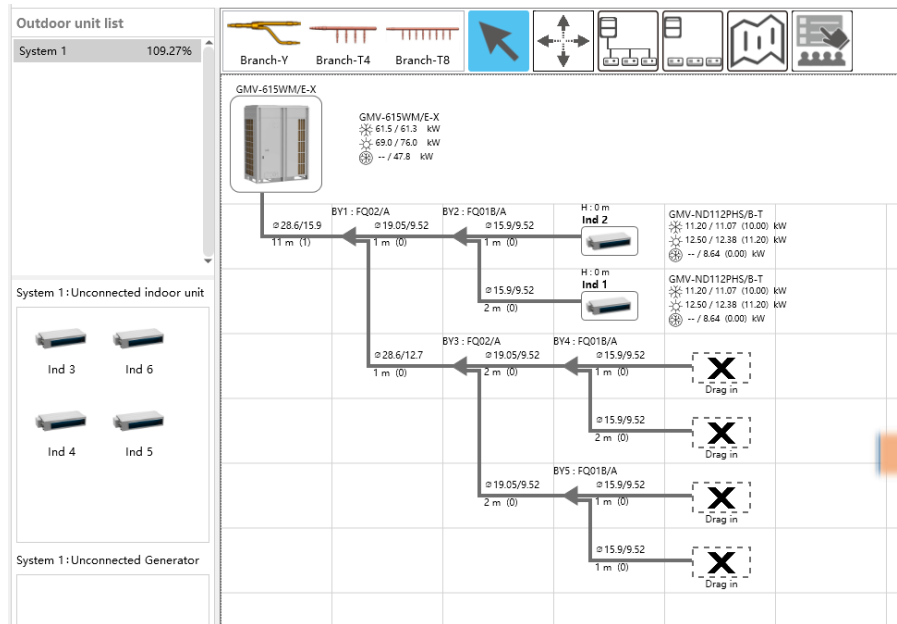 Outdoor unit list
System 1 109.27%
Branch-Y Branch-T4 Branch-T8
GMV-615WM/E-X
GMV-615WM/E-X
61.5 / 61.3 kW
69.0 / 76.0 kW
-- / 47.8 kW
BY1 : FQ02/A
BY2 : FQ01B/A
H : 0 m
Ind 2
⌀28.6/15.9
11 m (1)
⌀19.05/9.52
1 m (0)
⌀15.9/9.52
1 m (0)
GMV-ND112PHS/B-T
11.20 / 11.07 (10.00) kW
12.50 / 12.38 (11.20) kW
-- / 8.64 (0.00) kW
H : 0 m
Ind 1
⌀15.9/9.52
2 m (0)
GMV-ND112PHS/B-T
11.20 / 11.07 (10.00) kW
12.50 / 12.38 (11.20) kW
-- / 8.64 (0.00) kW
System 1:Unconnected indoor unit
Ind 3 Ind 6
Ind 4 Ind 5
BY3 : FQ02/A
BY4 : FQ01B/A
⌀28.6/12.7
1 m (0)
⌀19.05/9.52
2 m (0)
⌀15.9/9.52
1 m (0)
Drag in
⌀15.9/9.52
2 m (0)
Drag in
BY5 : FQ01B/A
⌀19.05/9.52
2 m (0)
⌀15.9/9.52
1 m (0)
Drag in
⌀15.9/9.52
1 m (0)
Drag in
System 1:Unconnected Generator